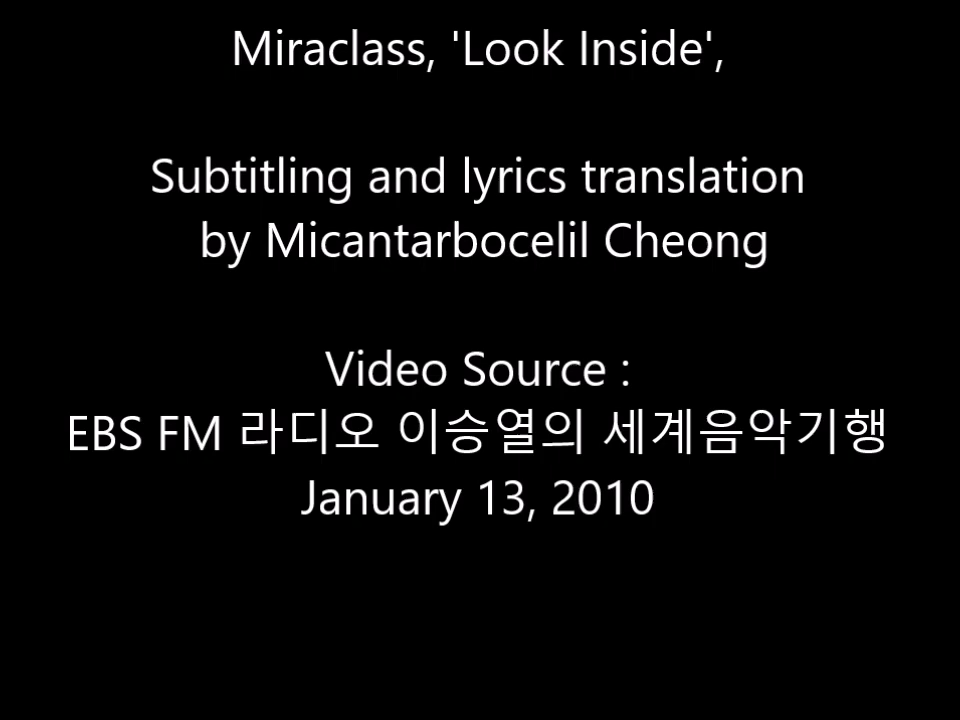 Miraclass, 'Look Inside',
Subtitling and lyrics translation
by Micantarbocelil Cheong
Video Source :
EBS FM 라디오 이승열의 세계음악기행
January 13, 2010